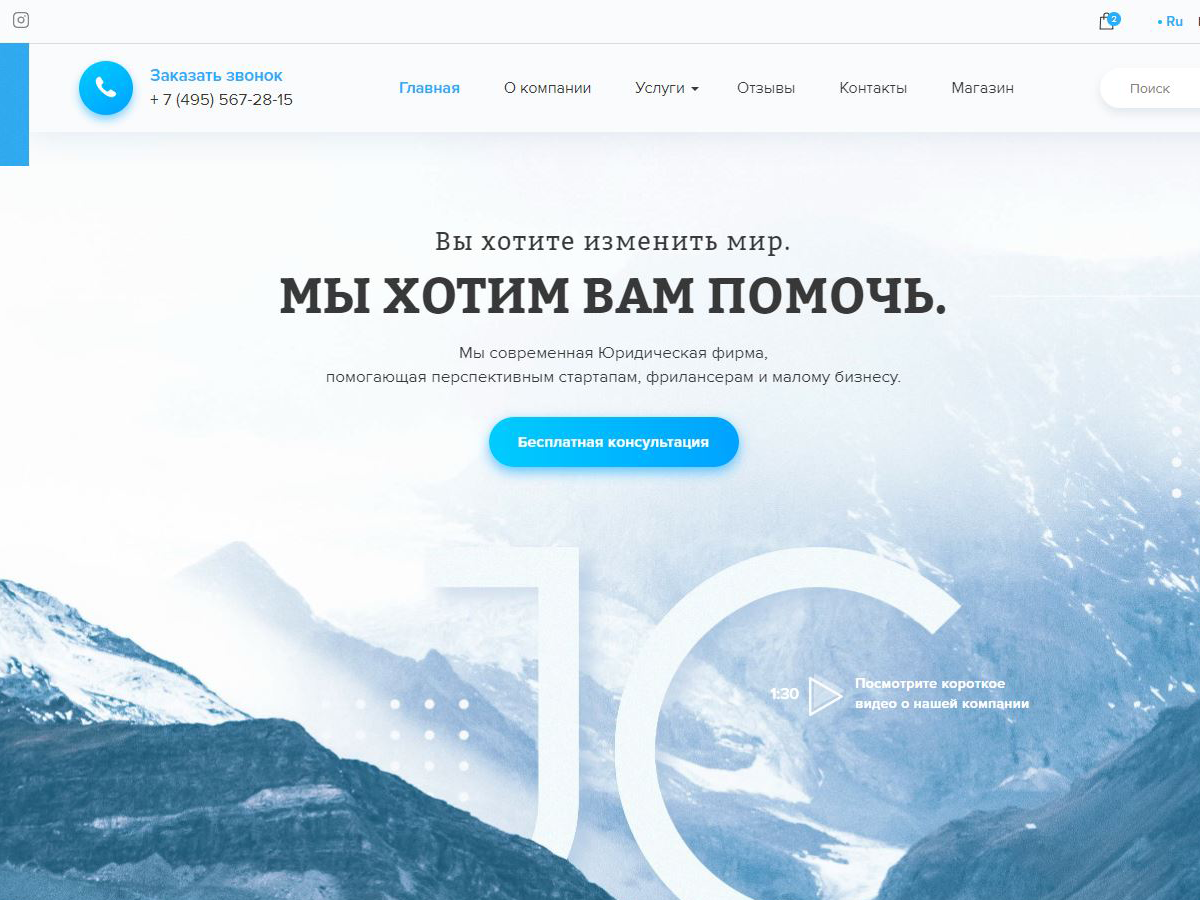 2
• Ru
Заказать звонок
+ 7 (495) 567-28-15
Главная
О компании
Услуги
Отзывы
Контакты
Магазин
Поиск
Вы хотите изменить мир.
МЫ ХОТИМ ВАМ ПОМОЧЬ.
Мы современная Юридическая фирма,
помогающая перспективным стартапам, фрилансерам и малому бизнесу.
Бесплатная консультация
JC
1:30
Посмотрите короткое
видео о нашей компании